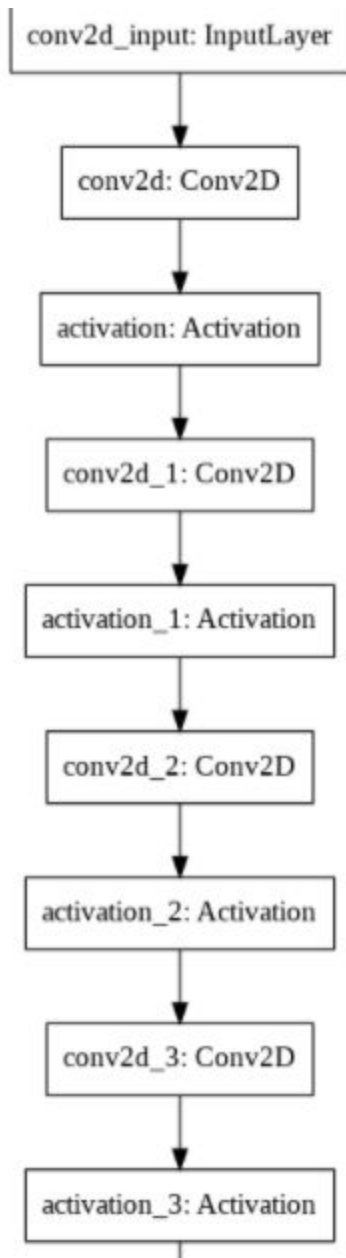 conv2d_input: InputLayer
conv2d: Conv2D
activation: Activation
conv2d_1: Conv2D
activation_1: Activation
conv2d_2: Conv2D
activation_2: Activation
conv2d_3: Conv2D
activation_3: Activation